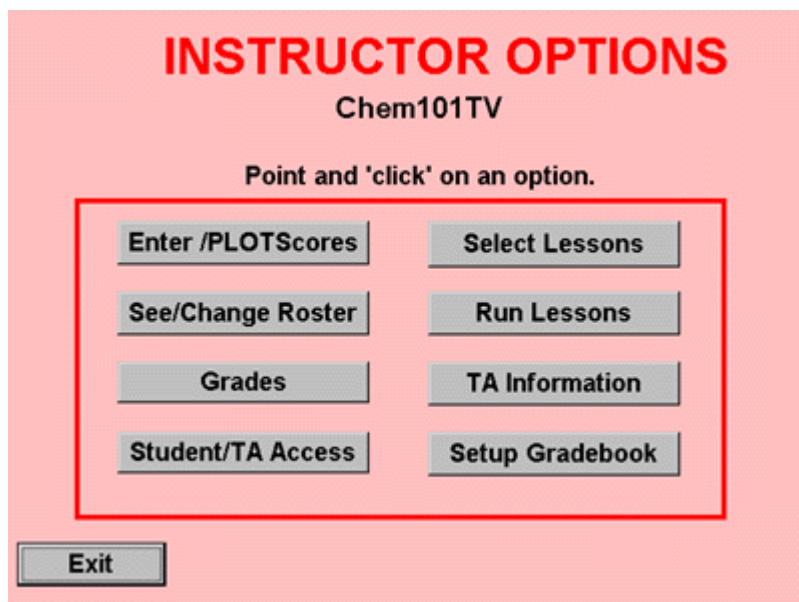 INSTRUCTOR OPTIONS
Chem101TV
Point and 'click' on an option.
Enter /PLOTScores
Select Lessons
See/Change Roster
Run Lessons
Grades
TA Information
Student/TA Access
Setup Gradebook
Exit